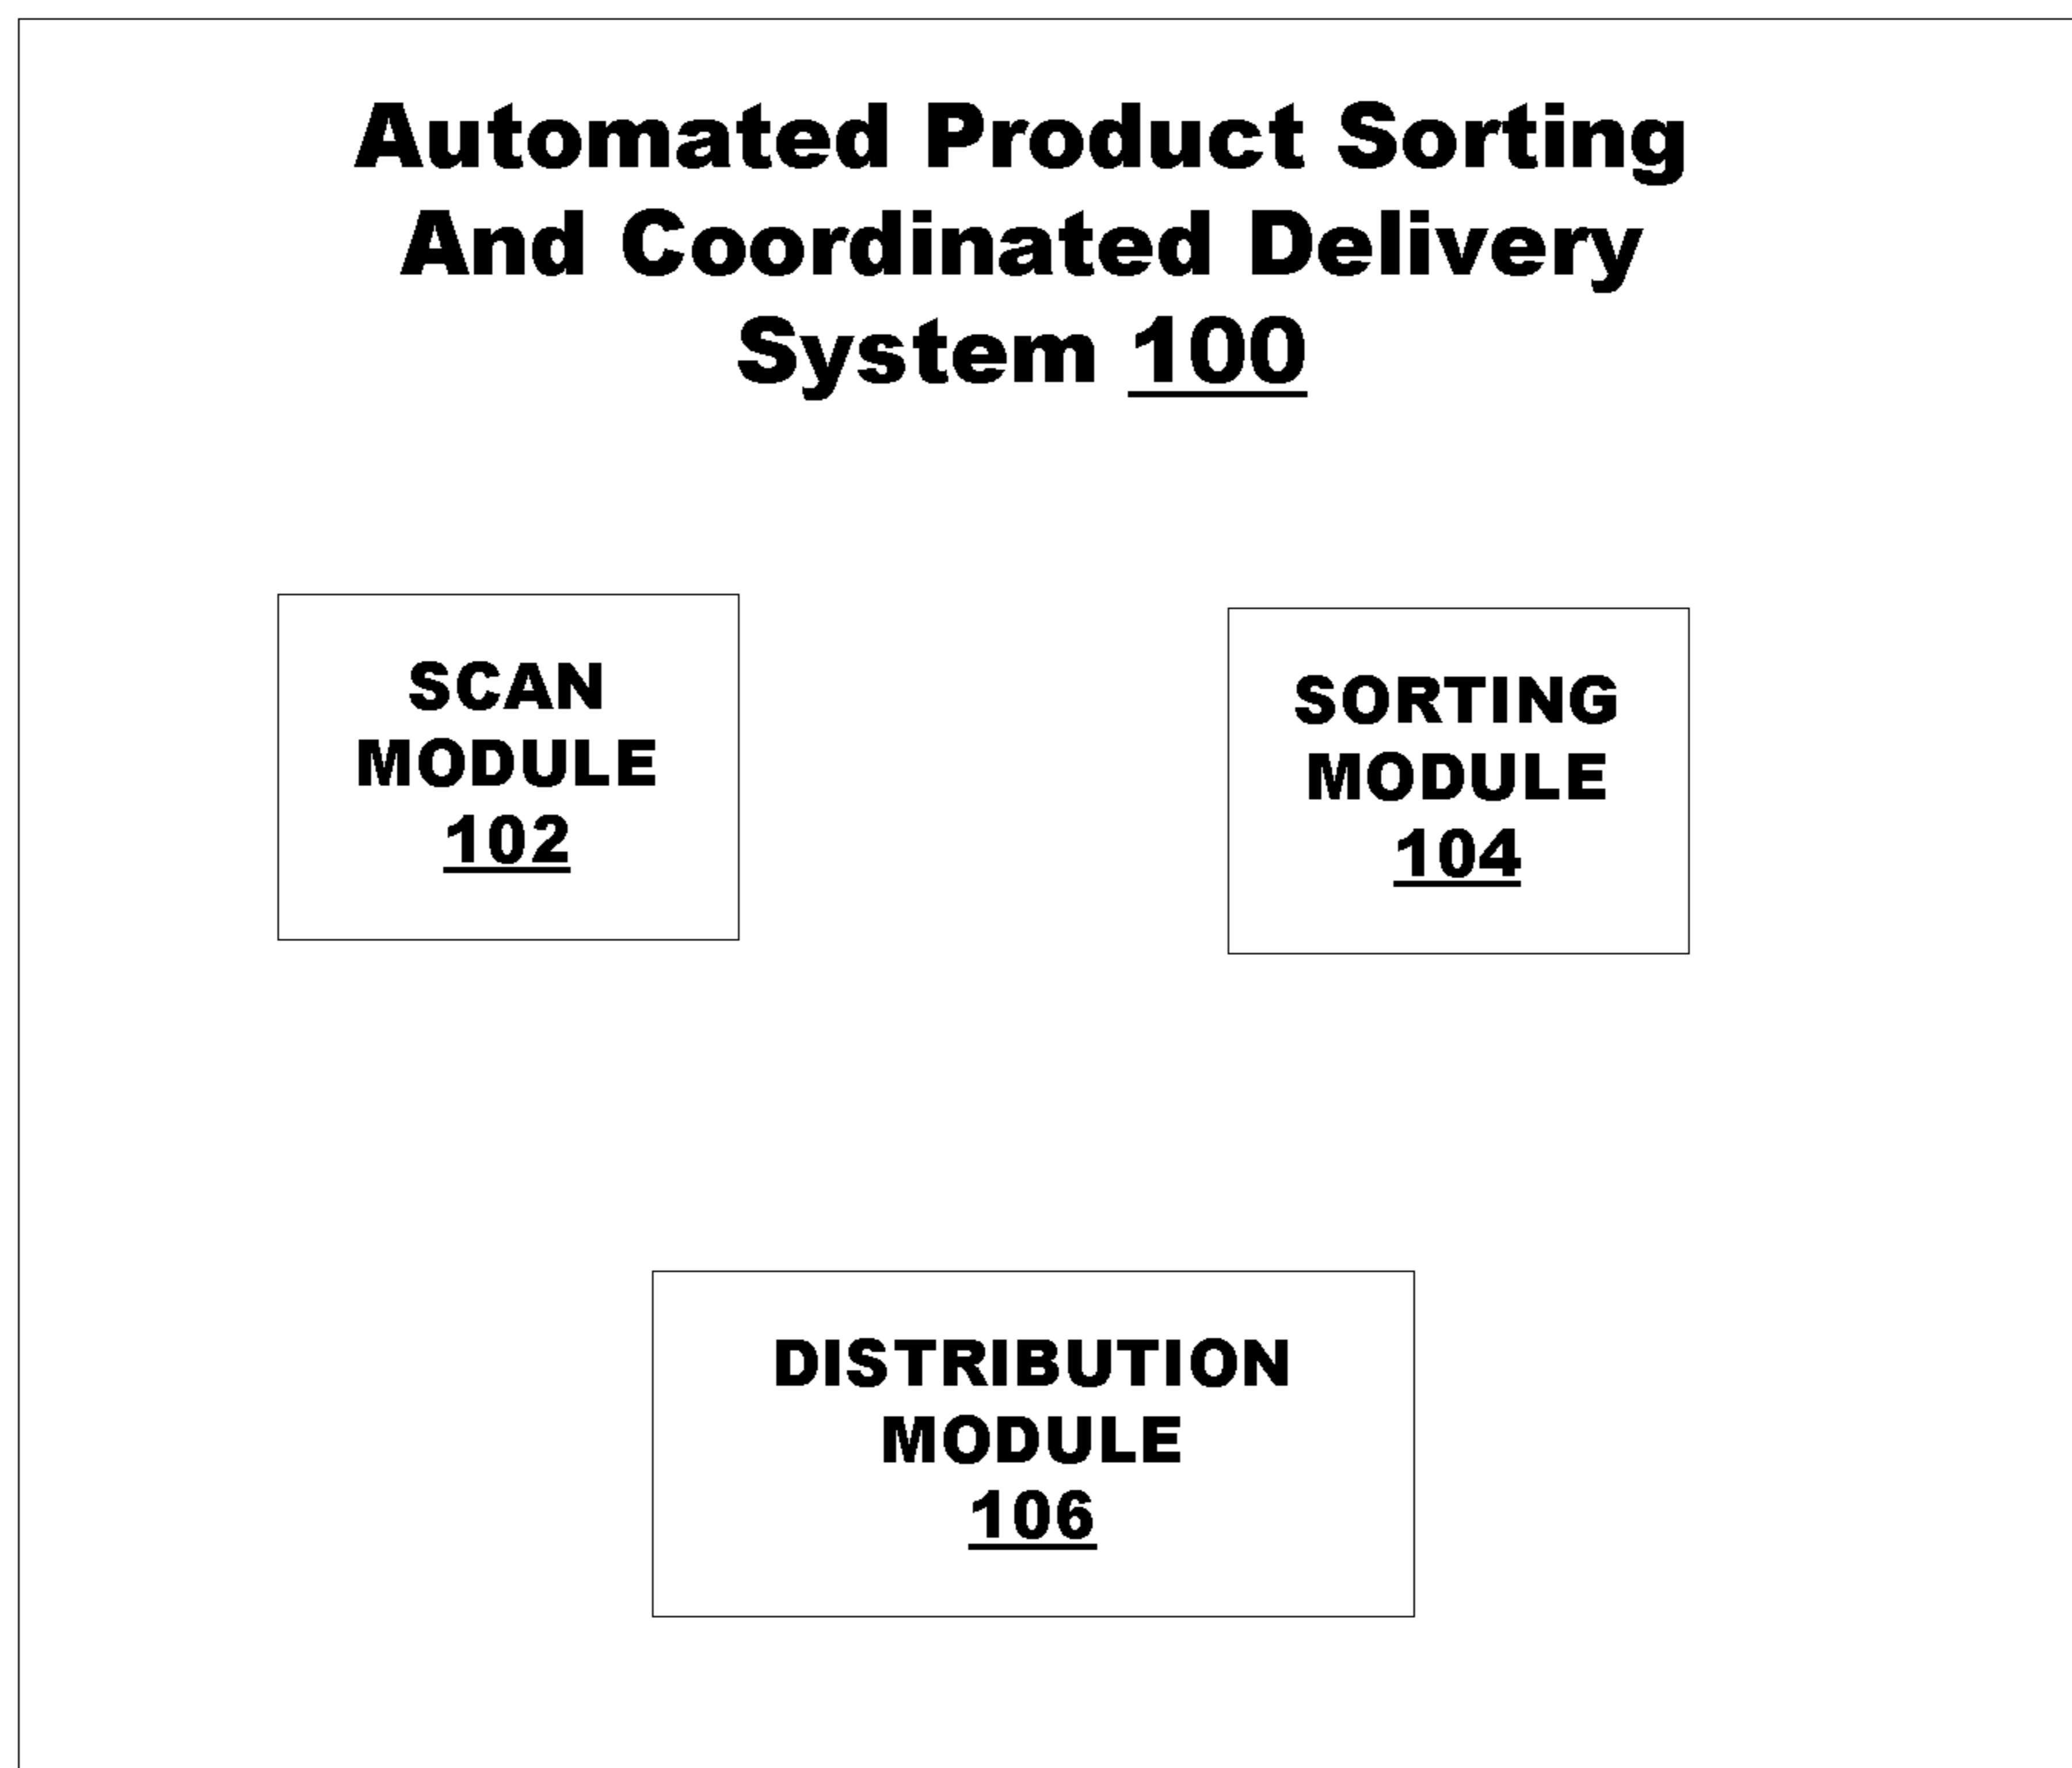 Automated Product Sorting
And Coordinated Delivery
System 100
SCAN
MODULE
102
SORTING
MODULE
104
DISTRIBUTION
MODULE
106